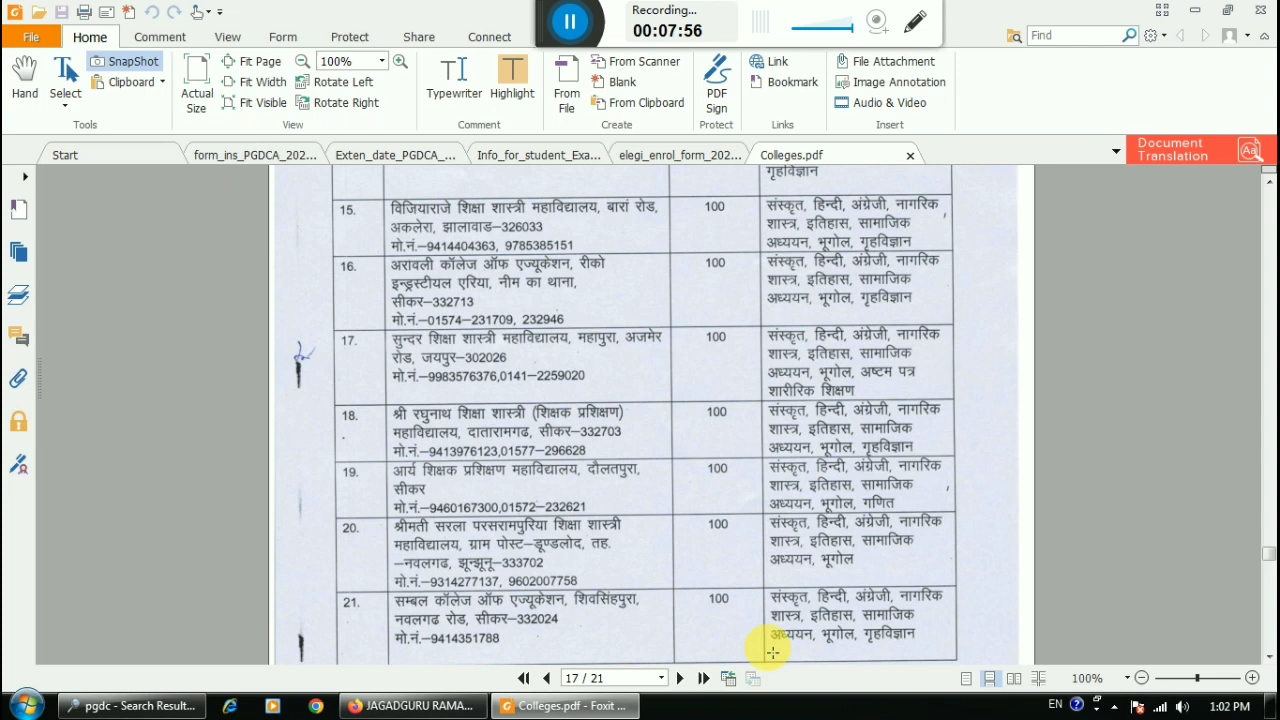 Recording...
00:07:56
File
Home
Comment
View
Form
Protect
Share
Connect
Find
Hand
Select
SnapShot
Clipboard
Actual Size
Fit Page
Fit Width
Fit Visible
100%
Rotate Left
Rotate Right
Typewriter
Highlight
From File
From Scanner
Blank
From Clipboard
PDF Sign
Link
Bookmark
File Attachment
Image Annotation
Audio & Video
Tools
View
Comment
Create
Protect
Links
Insert
Start
form_ins_PGDCA_202...
Exten_date_PGDCA_...
Info_for_student_Exa...
elegi_enrol_form_202...
Colleges.pdf
Document Translation
गृहविज्ञान
15. विजियाराजे शिक्षा शास्त्री महाविद्यालय, बारां रोड, 100 संस्कृत, हिन्दी, अंग्रेजी, नागरिक
अकलेरा, झालावाड–326033 शास्त्र, इतिहास, सामाजिक
मो.नं.–9414404363, 9785385151 अध्ययन, भूगोल, गृहविज्ञान
16. अरावली कॉलेज ऑफ एज्यूकेशन, रीको 100 संस्कृत, हिन्दी, अंग्रेजी, नागरिक
इन्ड्रस्टीयल एरिया, नीम का थाना, शास्त्र, इतिहास, सामाजिक
सीकर–332713 अध्ययन, भूगोल, गृहविज्ञान
मो.नं.–01574–231709, 232946
17. सुन्दर शिक्षा शास्त्री महाविद्यालय, महापुरा, अजमेर 100 संस्कृत, हिन्दी, अंग्रेजी, नागरिक
रोड, जयपुर–302026 शास्त्र, इतिहास, सामाजिक
मो.नं.–9983576376,0141–2259020 अध्ययन, भूगोल, अष्टम पत्र
शारीरिक शिक्षण
18. श्री रघुनाथ शिक्षा शास्त्री (शिक्षक प्रशिक्षण) 100 संस्कृत, हिन्दी, अंग्रेजी, नागरिक
महाविद्यालय, दातारामगढ, सीकर–332703 शास्त्र, इतिहास, सामाजिक
मो.नं.–9413976123,01577–296628 अध्ययन, भूगोल, गृहविज्ञान
19. आर्य शिक्षक प्रशिक्षण महाविद्यालय, दौलतपुरा, 100 संस्कृत, हिन्दी, अंग्रेजी, नागरिक
सीकर शास्त्र, इतिहास, सामाजिक
मो.नं.–9460167300,01572–232621 अध्ययन, भूगोल, गणित
20. श्रीमती सरला परसरामपुरिया शिक्षा शास्त्री 100 संस्कृत, हिन्दी, अंग्रेजी, नागरिक
महाविद्यालय, ग्राम पोस्ट–डूण्डलोद, तह. शास्त्र, इतिहास, सामाजिक
–नवलगढ, झून्झूनू–333702 अध्ययन, भूगोल
मो.नं.–9314277137, 9602007758
21. सम्बल कॉलेज ऑफ एज्यूकेशन, शिवसिंहपुरा, 100 संस्कृत, हिन्दी, अंग्रेजी, नागरिक
नवलगढ रोड, सीकर–332024 शास्त्र, इतिहास, सामाजिक
मो.नं.–9414351788 अध्ययन, भूगोल, गृहविज्ञान
17 / 21
100%
pgdc - Search Result...
JAGADGURU RAMA...
Colleges.pdf - Foxit ...
EN
1:02 PM